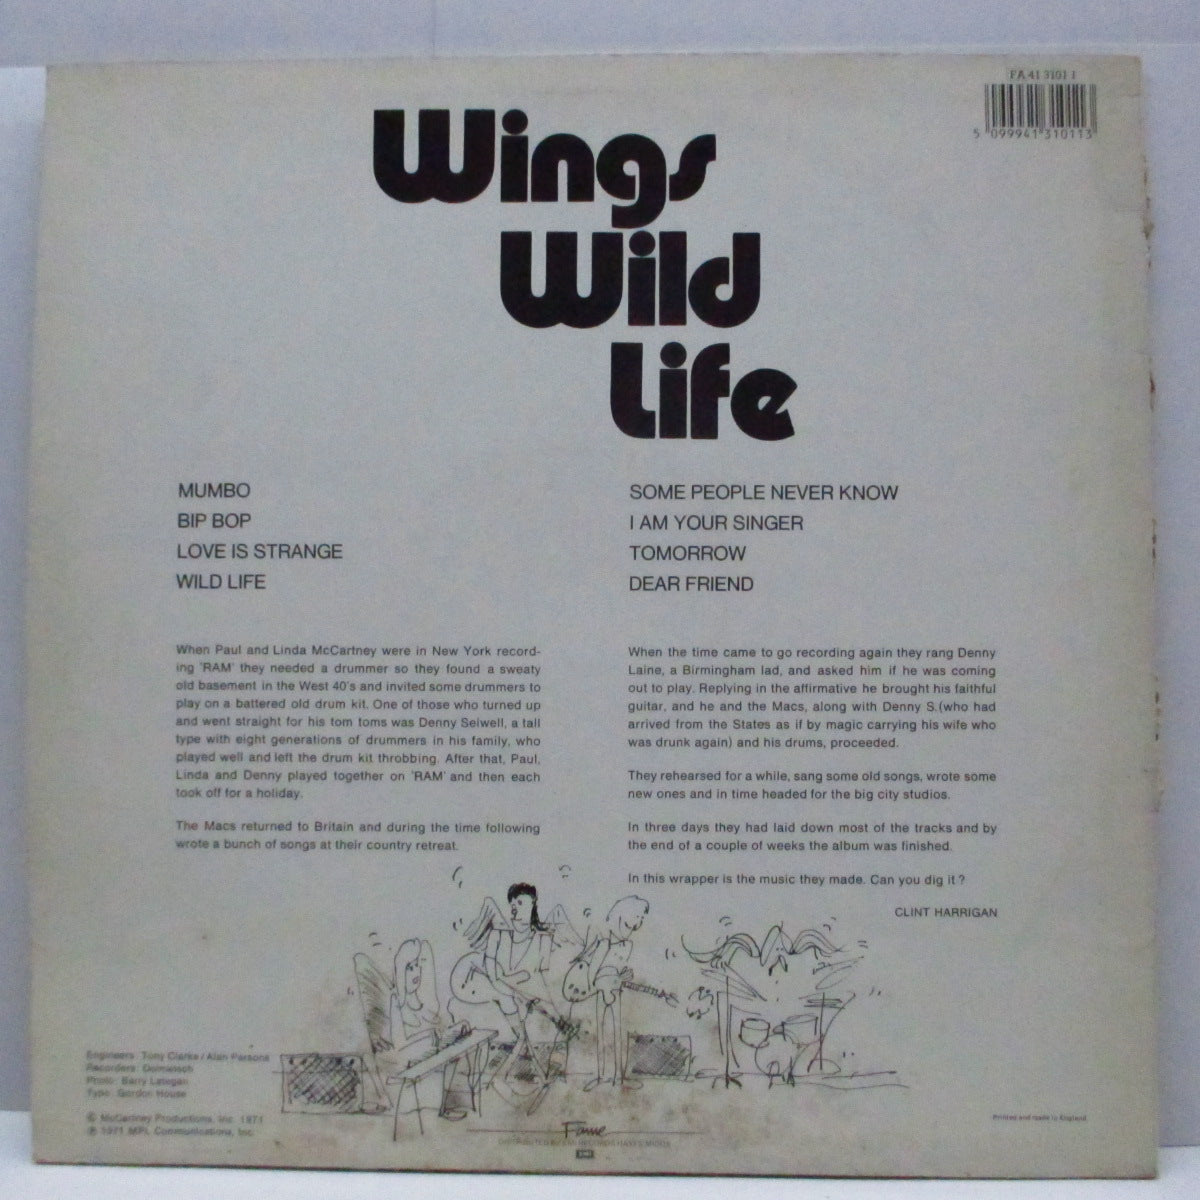 FA 41 3101 1
5 099941 310113
Wings
Wild
Life
MUMBO
BIP BOP
LOVE IS STRANGE
WILD LIFE
SOME PEOPLE NEVER KNOW
I AM YOUR SINGER
TOMORROW
DEAR FRIEND
When Paul and Linda McCartney were in New York record-
ing 'RAM' they needed a drummer so they found a sweaty
old basement in the West 40's and invited some drummers to
play on a battered old drum kit. One of those who turned up
and went straight for his tom toms was Denny Seiwell, a tall
type with eight generations of drummers in his family, who
played well and left the drum kit throbbing. After that, Paul,
Linda and Denny played together on 'RAM' and then each
took off for a holiday.
The Macs returned to Britain and during the time following
wrote a bunch of songs at their country retreat.
When the time came to go recording again they rang Denny
Laine, a Birmingham lad, and asked him if he was coming
out to play. Replying in the affirmative he brought his faithful
guitar, and he and the Macs, along with Denny S.(who had
arrived from the States as if by magic carrying his wife who
was drunk again) and his drums, proceeded.
They rehearsed for a while, sang some old songs, wrote some
new ones and in time headed for the big city studios.
In three days they had laid down most of the tracks and by
the end of a couple of weeks the album was finished.
In this wrapper is the music they made. Can you dig it?
CLINT HARRIGAN
Engineers: Tony Clarke / Alan Parsons
Recorders: Dolmetsch
Photo: Barry Lategan
Type: Gordon House
© McCartney Productions, Inc. 1971
℗ 1971 MPL Communications, Inc.
Fame
DISTRIBUTED BY EMI RECORDS HAYES MIDDX
EMI
Printed and made in England